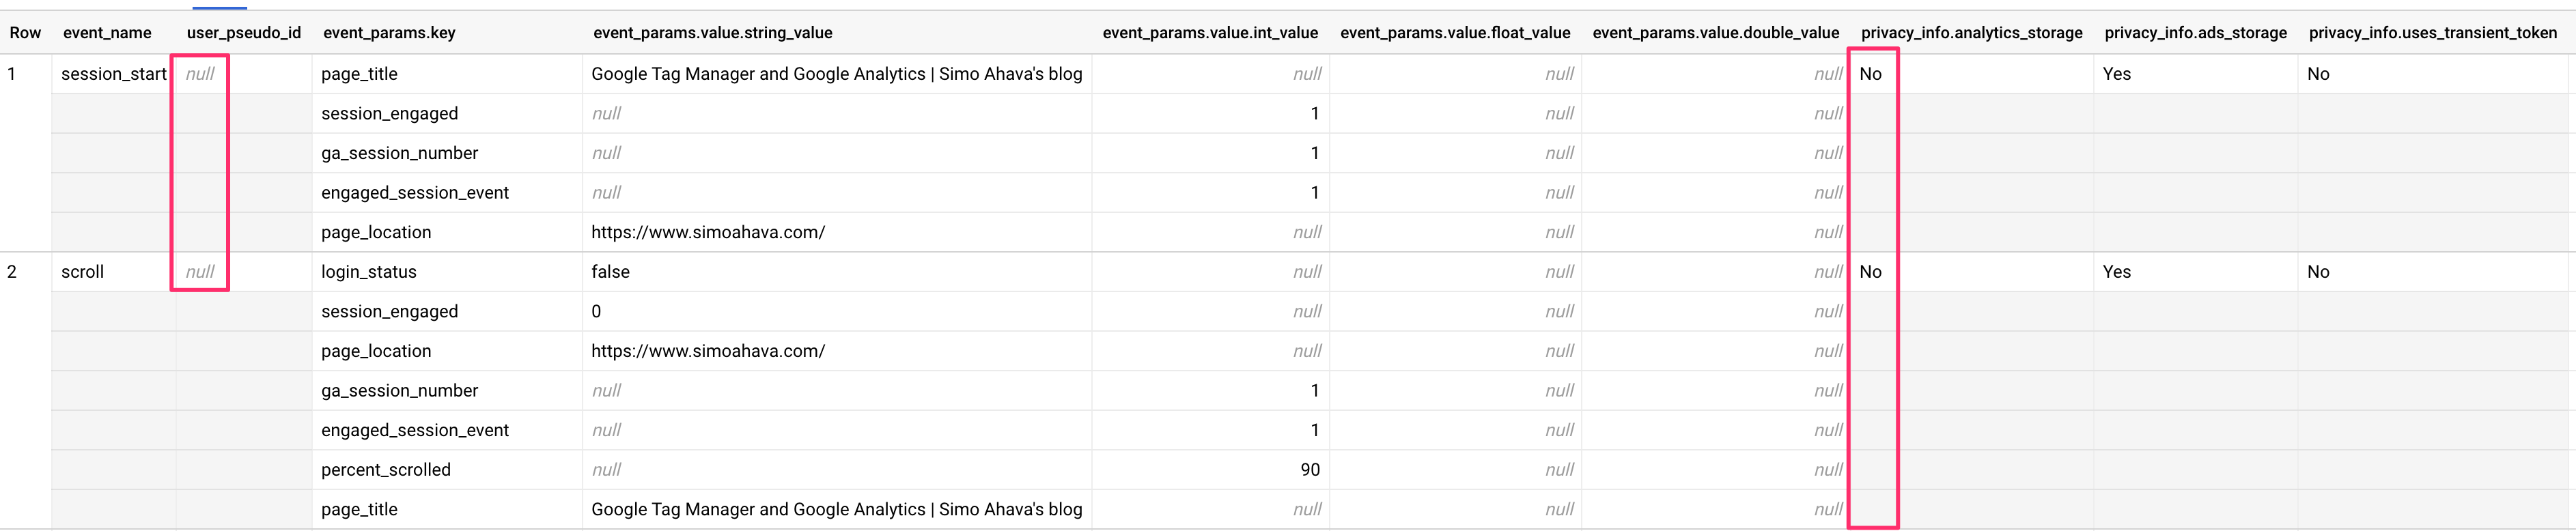 Row event_name user_pseudo_id event_params.key event_params.value.string_value event_params.value.int_value event_params.value.float_value event_params.value.double_value privacy_info.analytics_storage privacy_info.ads_storage privacy_info.uses_transient_token
1 session_start null page_title Google Tag Manager and Google Analytics | Simo Ahava's blog null null null No Yes No
session_engaged null 1 null null
ga_session_number null 1 null null
engaged_session_event null 1 null null
page_location https://www.simoahava.com/ null null null
2 scroll null login_status false null null null No Yes No
session_engaged 0 null null null
page_location https://www.simoahava.com/ null null null
ga_session_number null 1 null null
engaged_session_event null 1 null null
percent_scrolled null 90 null null
page_title Google Tag Manager and Google Analytics | Simo Ahava's blog null null null